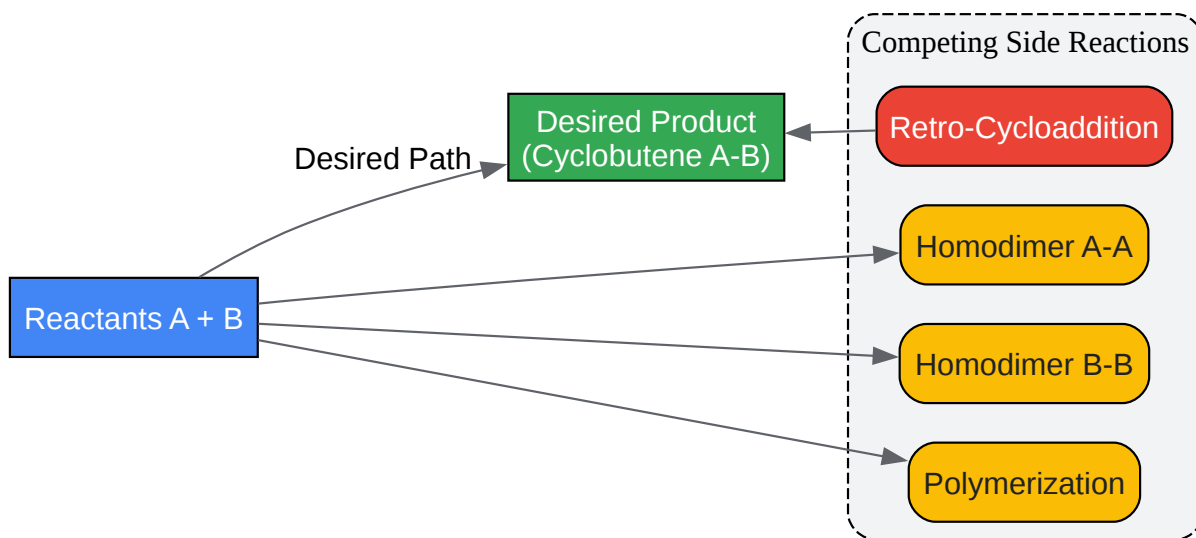 Competing Side Reactions
Desired Product
(Cyclobutene A-B)
Retro-Cycloaddition
Desired Path
Homodimer A-A
Reactants A + B
Homodimer B-B
Polymerization